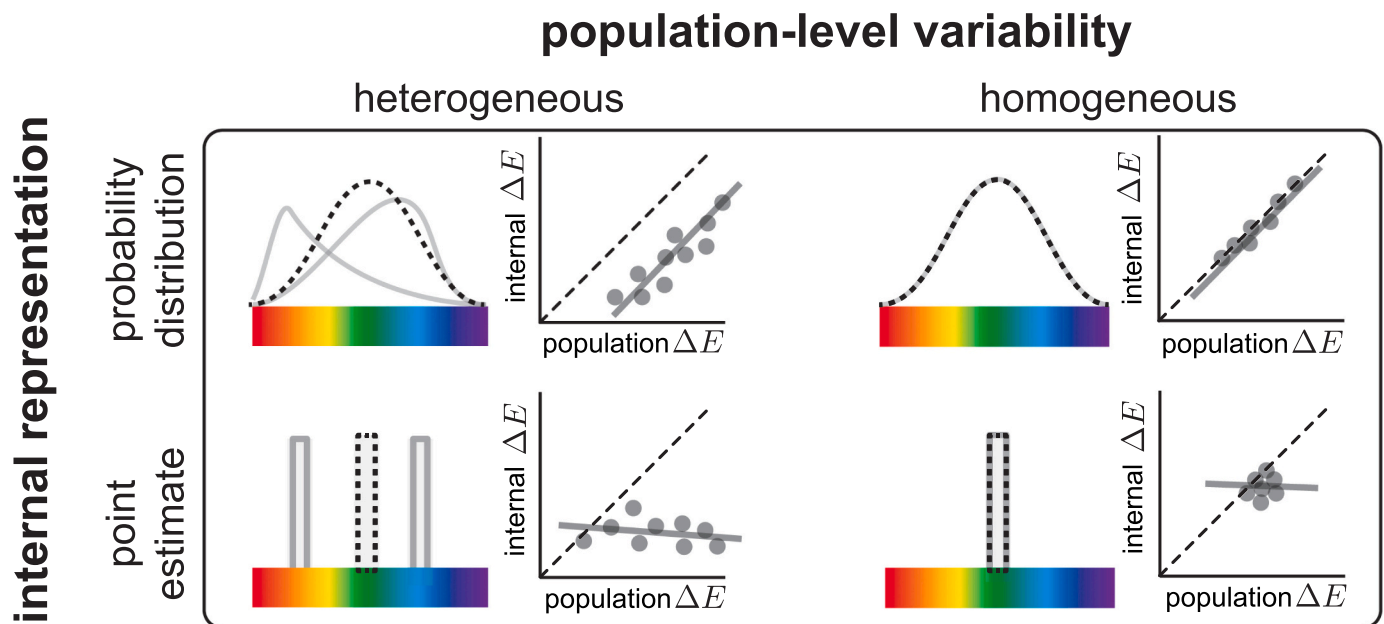 population-level variability
heterogeneous
homogeneous
internal representation
probability
distribution
internal ΔE
population ΔE
internal ΔE
population ΔE
point
estimate
internal ΔE
population ΔE
internal ΔE
population ΔE